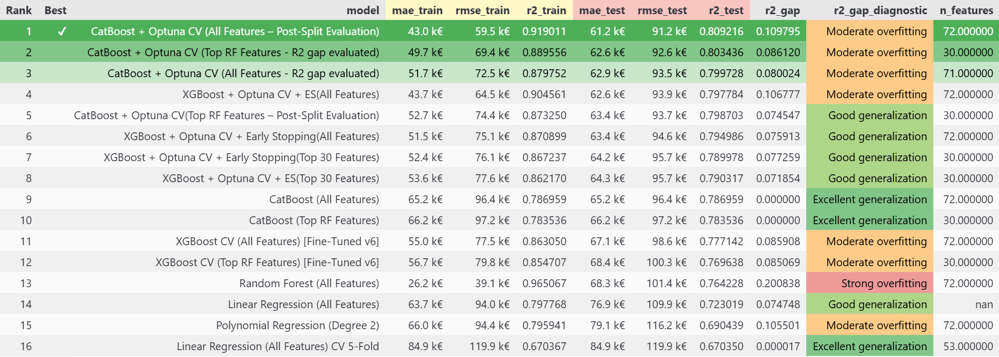 Rank Best model mae_train rmse_train r2_train mae_test rmse_test r2_test r2_gap r2_gap_diagnostic n_features
1 ✓ CatBoost + Optuna CV (All Features – Post-Split Evaluation) 43.0 k€ 59.5 k€ 0.919011 61.2 k€ 91.2 k€ 0.809216 0.109795 Moderate overfitting 72.000000
2 CatBoost + Optuna CV (Top RF Features - R2 gap evaluated) 49.7 k€ 69.4 k€ 0.889556 62.6 k€ 92.6 k€ 0.803436 0.086120 Moderate overfitting 30.000000
3 CatBoost + Optuna CV (All Features - R2 gap evaluated) 51.7 k€ 72.5 k€ 0.879752 62.9 k€ 93.5 k€ 0.799728 0.080024 Moderate overfitting 71.000000
4 XGBoost + Optuna CV + ES(All Features) 43.7 k€ 64.5 k€ 0.904561 62.6 k€ 93.9 k€ 0.797784 0.106777 Moderate overfitting 72.000000
5 CatBoost + Optuna CV(Top RF Features – Post-Split Evaluation) 52.7 k€ 74.4 k€ 0.873250 63.4 k€ 93.7 k€ 0.798703 0.074547 Good generalization 30.000000
6 XGBoost + Optuna CV + Early Stopping(All Features) 51.5 k€ 75.1 k€ 0.870899 63.4 k€ 94.6 k€ 0.794986 0.075913 Good generalization 72.000000
7 XGBoost + Optuna CV + Early Stopping(Top 30 Features) 52.4 k€ 76.1 k€ 0.867237 64.2 k€ 95.7 k€ 0.789978 0.077259 Good generalization 30.000000
8 XGBoost + Optuna CV + ES(Top 30 Features) 53.6 k€ 77.6 k€ 0.862170 64.3 k€ 95.7 k€ 0.790317 0.071854 Good generalization 30.000000
9 CatBoost (All Features) 65.2 k€ 96.4 k€ 0.786959 65.2 k€ 96.4 k€ 0.786959 0.000000 Excellent generalization 72.000000
10 CatBoost (Top RF Features) 66.2 k€ 97.2 k€ 0.783536 66.2 k€ 97.2 k€ 0.783536 0.000000 Excellent generalization 30.000000
11 XGBoost CV (All Features) [Fine-Tuned v6] 55.0 k€ 77.5 k€ 0.863050 67.1 k€ 98.6 k€ 0.777142 0.085908 Moderate overfitting 72.000000
12 XGBoost CV (Top RF Features) [Fine-Tuned v6] 56.7 k€ 79.8 k€ 0.854707 68.4 k€ 100.3 k€ 0.769638 0.085069 Moderate overfitting 30.000000
13 Random Forest (All Features) 26.2 k€ 39.1 k€ 0.965067 68.3 k€ 101.4 k€ 0.764228 0.200838 Strong overfitting 72.000000
14 Linear Regression (All Features) 63.7 k€ 94.0 k€ 0.797768 76.9 k€ 109.9 k€ 0.723019 0.074748 Good generalization nan
15 Polynomial Regression (Degree 2) 66.0 k€ 94.4 k€ 0.795941 79.1 k€ 116.2 k€ 0.690439 0.105501 Moderate overfitting 72.000000
16 Linear Regression (All Features) CV 5-Fold 84.9 k€ 119.9 k€ 0.670367 84.9 k€ 119.9 k€ 0.670350 0.000017 Excellent generalization 53.000000